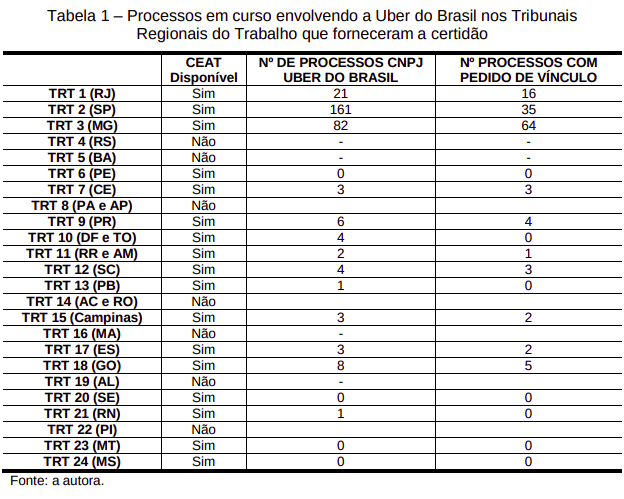 Tabela 1 – Processos em curso envolvendo a Uber do Brasil nos Tribunais
Regionais do Trabalho que forneceram a certidão
CEAT Disponível Nº DE PROCESSOS CNPJ UBER DO BRASIL Nº PROCESSOS COM PEDIDO DE VÍNCULO
TRT 1 (RJ) Sim 21 16
TRT 2 (SP) Sim 161 35
TRT 3 (MG) Sim 82 64
TRT 4 (RS) Não - -
TRT 5 (BA) Não - -
TRT 6 (PE) Sim 0 0
TRT 7 (CE) Sim 3 3
TRT 8 (PA e AP) Não
TRT 9 (PR) Sim 6 4
TRT 10 (DF e TO) Sim 4 0
TRT 11 (RR e AM) Sim 2 1
TRT 12 (SC) Sim 4 3
TRT 13 (PB) Sim 1 0
TRT 14 (AC e RO) Não
TRT 15 (Campinas) Sim 3 2
TRT 16 (MA) Não -
TRT 17 (ES) Sim 3 2
TRT 18 (GO) Sim 8 5
TRT 19 (AL) Não -
TRT 20 (SE) Sim 0 0
TRT 21 (RN) Sim 1 0
TRT 22 (PI) Não
TRT 23 (MT) Sim 0 0
TRT 24 (MS) Sim 0 0
Fonte: a autora.